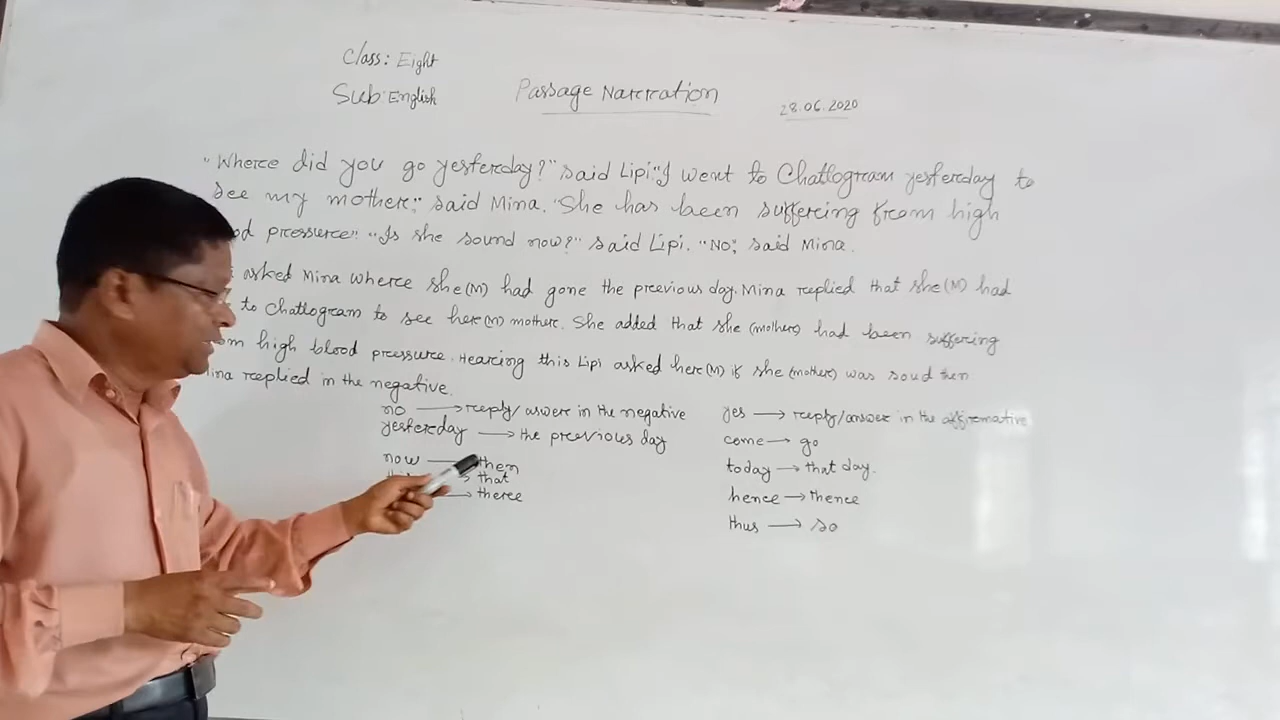 Class: Eight
Sub: English
Passage Narration
28.06.2020
"Where did you go yesterday?" said Lipi. "I went to Chattogram yesterday to
see my mother," said Mina. "She has been suffering from high
pressure". "Is she sound now?" said Lipi. "No", said Mina.
asked Mina where she (M) had gone the previous day. Mina replied that she (M) had
to Chattogram to see her (M) mother. She added that she (mother) had been suffering
high blood pressure. Hearing this Lipi asked her (M) if she (mother) was soud then
replied in the negative.
no → reply/answer in the negative
yesterday → the previous day
now → then
→ that
→ there
yes → reply/answer in the affirmative
come → go
today → that day.
hence → thence
thus → so